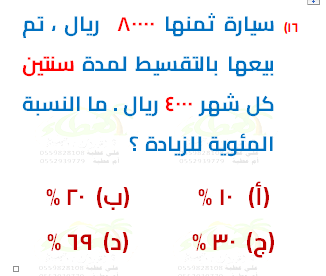 ١٦) سيارة ثمنها ٨٠٠٠٠ ريال ، تم
بيعها بالتقسيط لمدة سنتين
كل شهر ٤٠٠٠ ريال . ما النسبة
المئوية للزيادة ؟
(أ) ١٠ % (ب) ٢٠ %
(ج) ٣٠ % (د) ٦٩ %